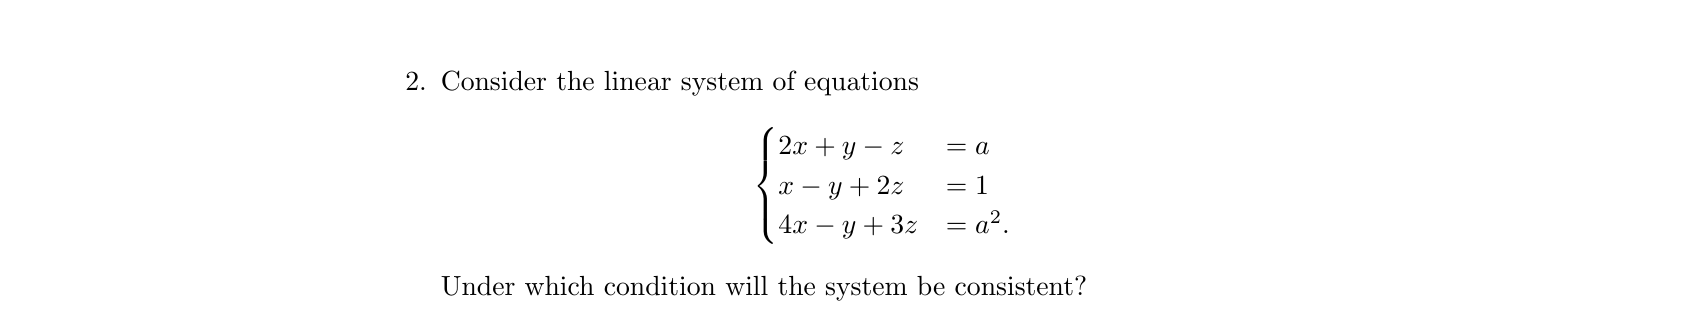 2. Consider the linear system of equations
2x + y − z = a
x − y + 2z = 1
4x − y + 3z = a².
Under which condition will the system be consistent?